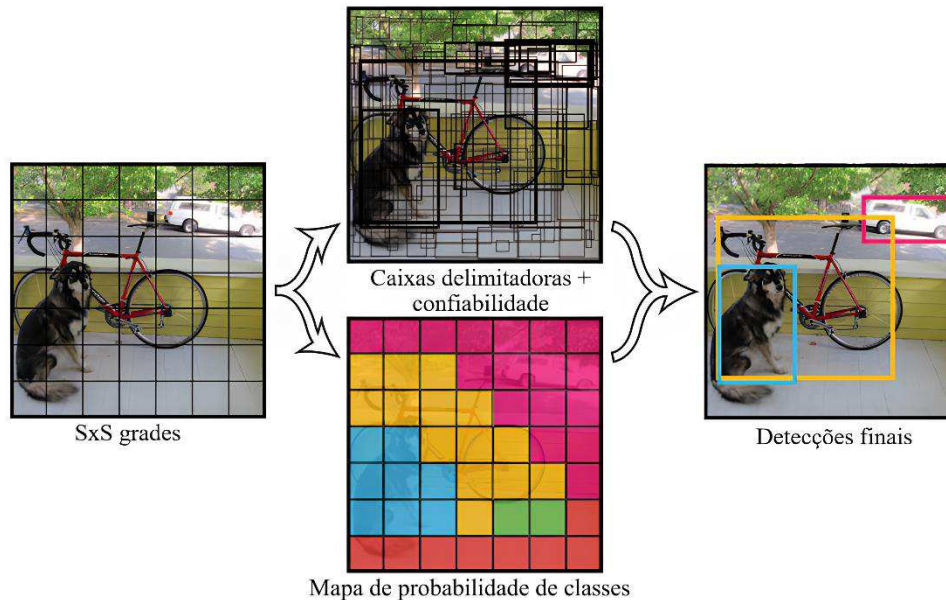 SxS grades
Caixas delimitadoras +
confiabilidade
Mapa de probabilidade de classes
Detecções finais